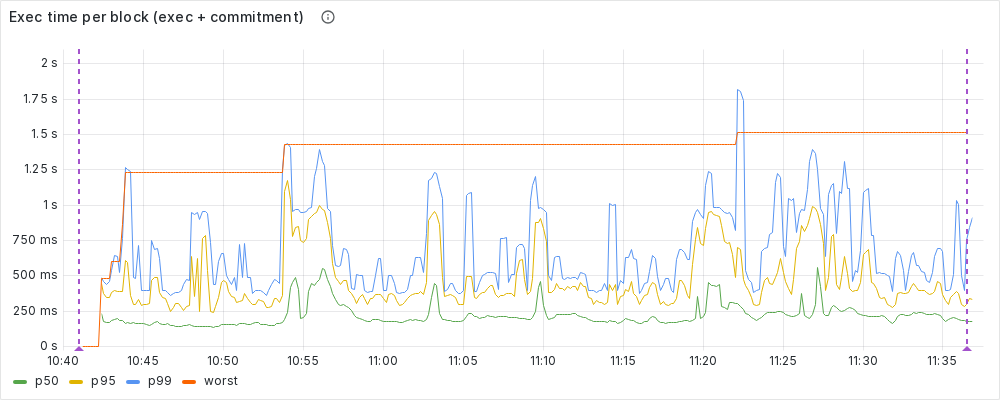 Exec time per block (exec + commitment)
2 s
1.75 s
1.5 s
1.25 s
1 s
750 ms
500 ms
250 ms
0 s
10:40 10:45 10:50 10:55 11:00 11:05 11:10 11:15 11:20 11:25 11:30 11:35
p50 p95 p99 worst